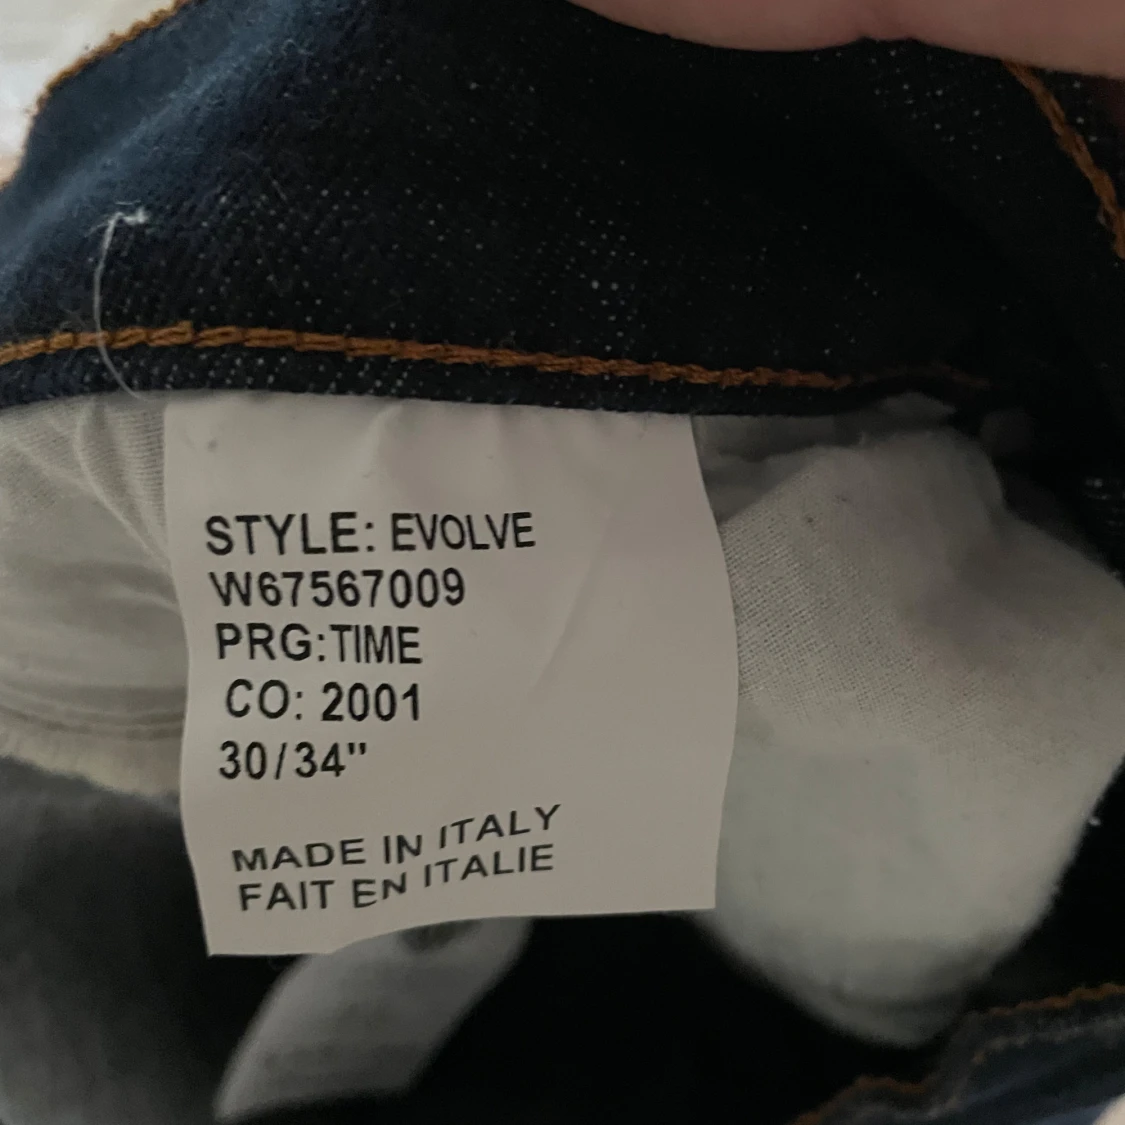 STYLE: EVOLVE
W67567009
PRG:TIME
CO: 2001
30/34"
MADE IN ITALY
FAIT EN ITALIE